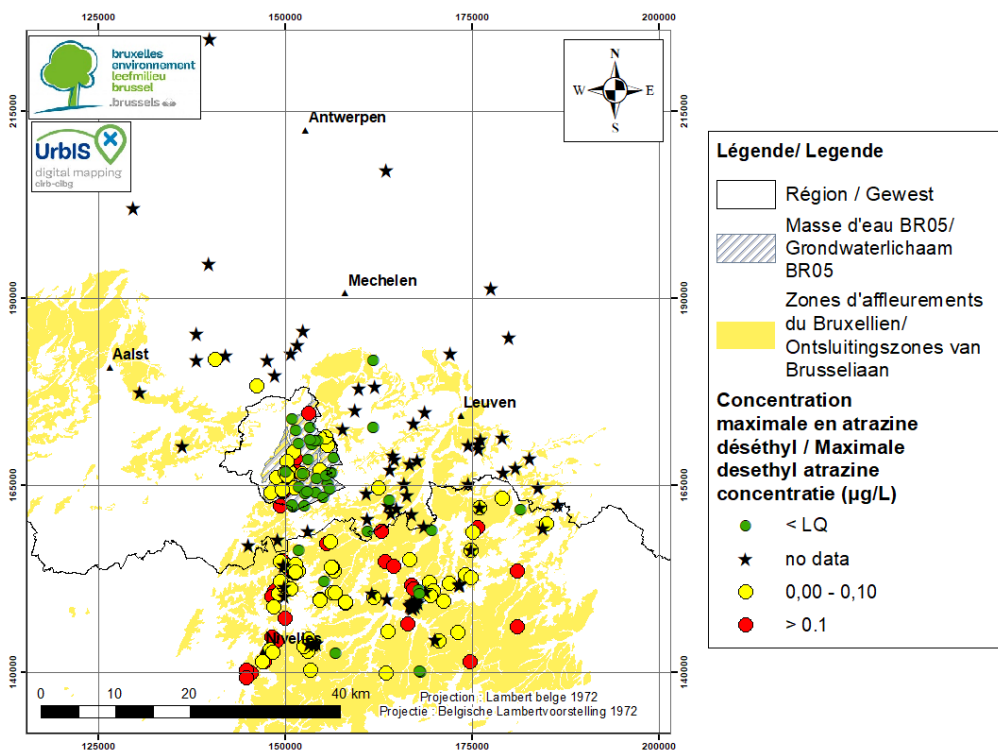 125000 150000 175000 200000
bruxelles
environnement
leefmilieu
brussel
.brussels
UrbIS
digital mapping
cirb-cibg
N
W E
S
215000 215000
190000 190000
165000 165000
140000 140000
Antwerpen
Mechelen
Aalst
Leuven
Nivelles
0 10 20 40 km
Projection : Lambert belge 1972
Projectie : Belgische Lambertvoorstelling 1972
125000 150000 175000 200000
Légende/ Legende
Région / Gewest
Masse d'eau BR05/
Grondwaterlichaam
BR05
Zones d'affleurements
du Bruxellien/
Ontsluitingszones van
Brusseliaan
Concentration
maximale en atrazine
déséthyl / Maximale
desethyl atrazine
concentratie (µg/L)
< LQ
no data
0,00 - 0,10
> 0.1